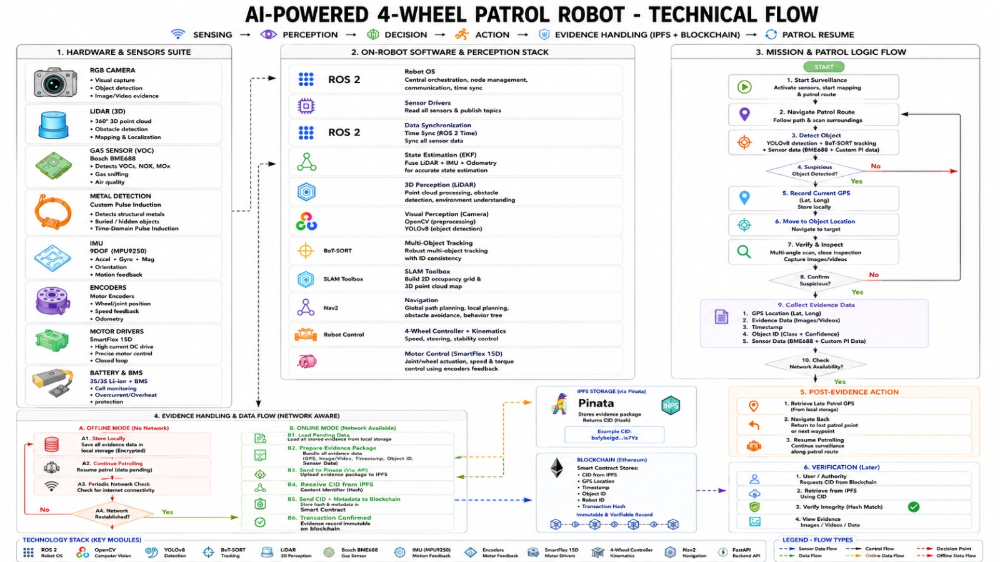 AI-POWERED 4-WHEEL PATROL ROBOT - TECHNICAL FLOW
SENSING → PERCEPTION → DECISION → ACTION → EVIDENCE HANDLING (IPFS + BLOCKCHAIN) → PATROL RESUME
1. HARDWARE & SENSORS SUITE
RGB CAMERA
• Visual capture
• Object detection
• Image/Video evidence
LIDAR (3D)
• 360° 3D point cloud
• Obstacle detection
• Mapping & Localization
GAS SENSOR (VOC)
Bosch BME688
• Detects VOCs, NOX, MOx
• Gas sniffing
• Air quality
METAL DETECTION
Custom Pulse Induction
• Detects structural metals
• Buried / hidden objects
• Time-Domain Pulse Induction
IMU
9DOF (MPU9250)
• Accel • Gyro • Mag
• Orientation
• Motion feedback
ENCODERS
Motor Encoders
• Wheel/joint position
• Speed feedback
• Odometry
MOTOR DRIVERS
SmartFlex 15D
• High current DC drive
• Precise motor control
• Closed loop
BATTERY & BMS
3S/3S Li-ion + BMS
• Cell monitoring
• Overcurrent/Overheat
• protection
2. ON-ROBOT SOFTWARE & PERCEPTION STACK
ROS 2
Robot OS
Central orchestration, node management,
communication, time sync
Sensor Drivers
Read all sensors & publish topics
ROS 2
Data Synchronization
Time Sync (ROS 2 Time)
Sync all sensor data
State Estimation (EKF)
Fuse LiDAR + IMU + Odometry
for accurate state estimation
3D Perception (LiDAR)
Point cloud processing, obstacle
detection, environment understanding
Visual Perception (Camera)
OpenCV (preprocessing)
YOLOv8 (object detection)
BoT-SORT
Multi-Object Tracking
Robust multi-object tracking
with ID consistency
SLAM Toolbox
SLAM Toolbox
Build 2D occupancy grid &
3D point cloud map
Nav2
Navigation
Global path planning, local planning,
obstacle avoidance, behavior tree
Robot Control
4-Wheel Controller + Kinematics
Speed, steering, stability control
Motor Control (SmartFlex 15D)
Joint/wheel actuation, speed & torque
control using encoders feedback
3. MISSION & PATROL LOGIC FLOW
START
1. Start Surveillance
Activate sensors, start mapping
& patrol route
2. Navigate Patrol Route
Follow path & scan surroundings
3. Detect Object
YOLOv8 detection + BoT-SORT tracking
+ Sensor data (BME688 + Custom PI data)
4. Suspicious
Object Detected?
No
Yes
5. Record Current GPS
(Lat, Long)
Store locally
6. Move to Object Location
Navigate to target
7. Verify & Inspect
Multi-angle scan, close inspection
Capture images/videos
8. Confirm
Suspicious?
No
Yes
9. Collect Evidence Data
1. GPS Location (Lat, Long)
2. Evidence Data (Images/Videos)
3. Timestamp
4. Object ID (Class + Confidence)
5. Sensor Data (BME688 + Custom PI Data)
10. Check
Network Availability?
Yes
4. EVIDENCE HANDLING & DATA FLOW (NETWORK AWARE)
A. OFFLINE MODE (No Network)
A1. Store Locally
Save all evidence data in
local storage (Encrypted)
A2. Continue Patrolling
Resume patrol (data pending)
A3. Periodic Network Check
Check for internet connectivity
A4. Network
Restablished?
No
Yes
B. ONLINE MODE (Network Available)
B1. Load Pending Data
Load all stored evidence from local storage
B2. Prepare Evidence Package
Bundle all evidence data
(GPS, Image/Video, Timestamp, Object ID,
Sensor Data)
B3. Send to Pinata (Via API)
Upload evidence package to IPFS
B4. Receive CID from IPFS
Content Identifier (Hash)
B5. Send CID + Metadata to Blockchain
Store hash & metadata in
Smart Contract
B6. Transaction Confirmed
Evidence record immutable
on blockchain
IPFS STORAGE (via Pinata)
Pinata
Stores evidence package
Returns CID (Hash)
Example CID:
bafybeigd...ix7Yz
BLOCKCHAIN (Ethereum)
Smart Contract Stores:
• CID from IPFS
• GPS Location
• Timestamp
• Object ID
• Robot ID
• Transaction Hash
Immutable & Verifiable Record
5. POST-EVIDENCE ACTION
1. Retrieve Late Patrol GPS
(From local storage)
2. Navigate Back
Return to last patrol point
or next waypoint
3. Resume Patrolling
Continue surveillance
along patrol route
6. VERIFICATION (Later)
1. User / Authority
Requests CID from Blockchain
2. Retrieve from IPFS
Using CID
3. Verify Integrity (Hash Match)
4. View Evidence
Images / Videos / Data
TECHNOLOGY STACK (KEY MODULES)
ROS 2
Robot OS
OpenCV
Computer Vision
YOLOv8
Detection
BoT-SORT
Tracking
LiDAR
3D Perception
Bosch BME688
Gas Sensor
IMU (MPU9250)
Motion Feedback
Encoders
Motor Feedback
SmartFlex 15D
Motor Drivers
4-Wheel Controller
Kinematics
Nav2
Navigation
FastAPI
Backend API
LEGEND - FLOW TYPES
Sensor Data Flow
Control Flow
Decision Point
Data Flow
Online Data Flow
Offline Data Flow